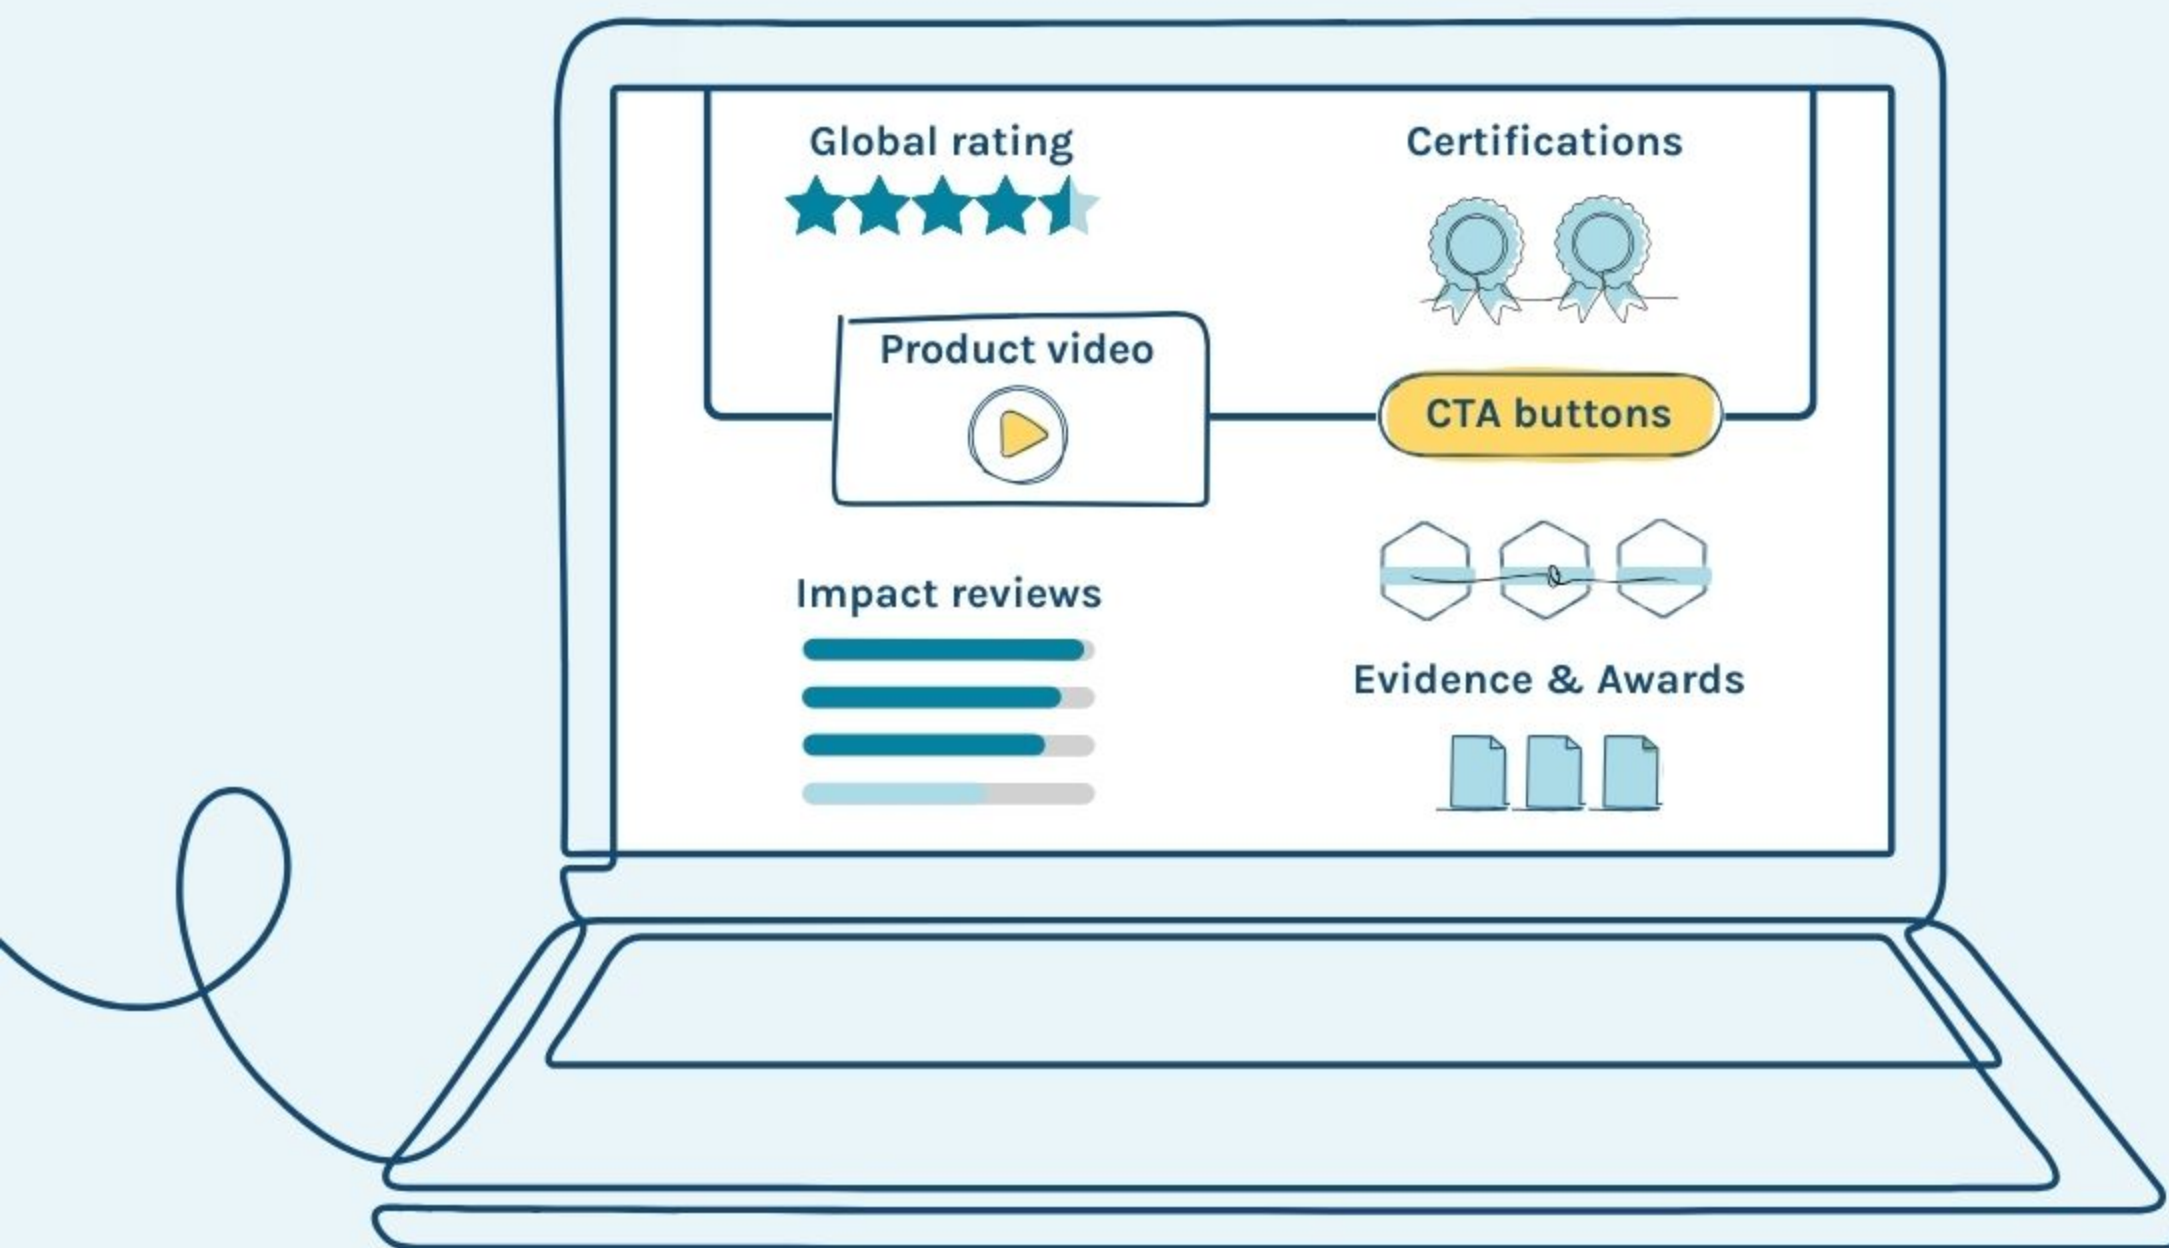 Global rating
Certifications
Product video
CTA buttons
Impact reviews
Evidence & Awards